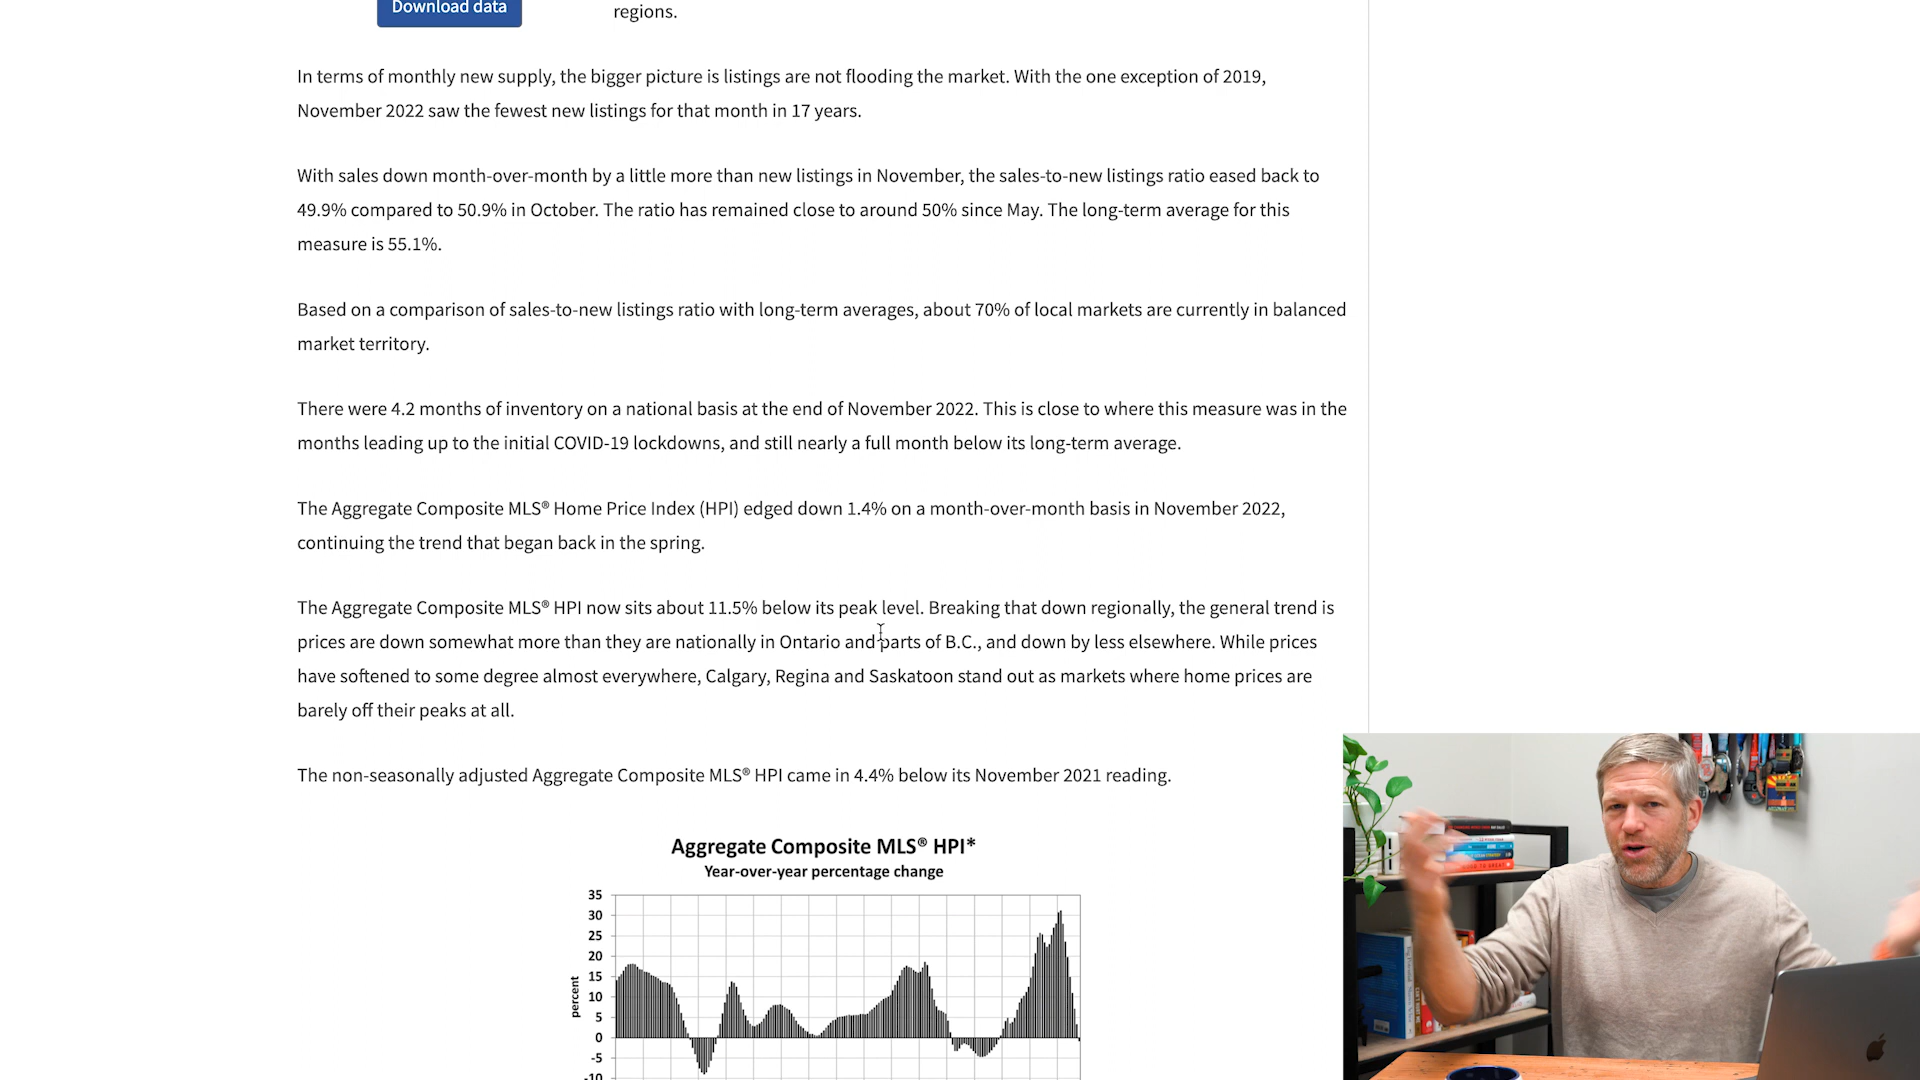 Download data
regions.
In terms of monthly new supply, the bigger picture is listings are not flooding the market. With the one exception of 2019,
November 2022 saw the fewest new listings for that month in 17 years.
With sales down month-over-month by a little more than new listings in November, the sales-to-new listings ratio eased back to
49.9% compared to 50.9% in October. The ratio has remained close to around 50% since May. The long-term average for this
measure is 55.1%.
Based on a comparison of sales-to-new listings ratio with long-term averages, about 70% of local markets are currently in balanced
market territory.
There were 4.2 months of inventory on a national basis at the end of November 2022. This is close to where this measure was in the
months leading up to the initial COVID-19 lockdowns, and still nearly a full month below its long-term average.
The Aggregate Composite MLS® Home Price Index (HPI) edged down 1.4% on a month-over-month basis in November 2022,
continuing the trend that began back in the spring.
The Aggregate Composite MLS® HPI now sits about 11.5% below its peak level. Breaking that down regionally, the general trend is
prices are down somewhat more than they are nationally in Ontario and parts of B.C., and down by less elsewhere. While prices
have softened to some degree almost everywhere, Calgary, Regina and Saskatoon stand out as markets where home prices are
barely off their peaks at all.
The non-seasonally adjusted Aggregate Composite MLS® HPI came in 4.4% below its November 2021 reading.
Aggregate Composite MLS® HPI*
Year-over-year percentage change
percent
35
30
25
20
15
10
5
0
-5
-10